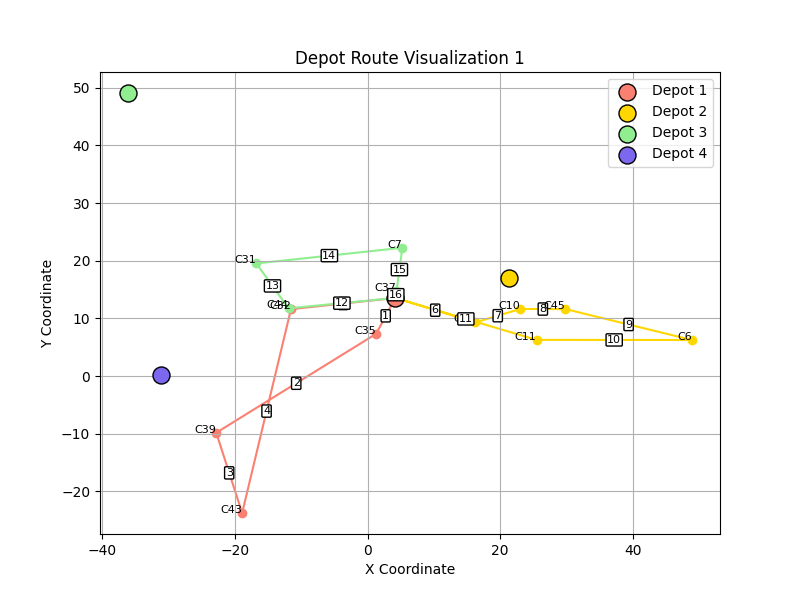 Depot Route Visualization 1
Depot 1
Depot 2
Depot 3
Depot 4
Y Coordinate
50
40
30
20
10
0
−10
−20
−40
−20
0
20
40
X Coordinate
C7
C31
14
15
13
C37
16
12
1
6
11
7
C10
8
C45
9
C11
10
C6
C35
2
4
C39
3
C43